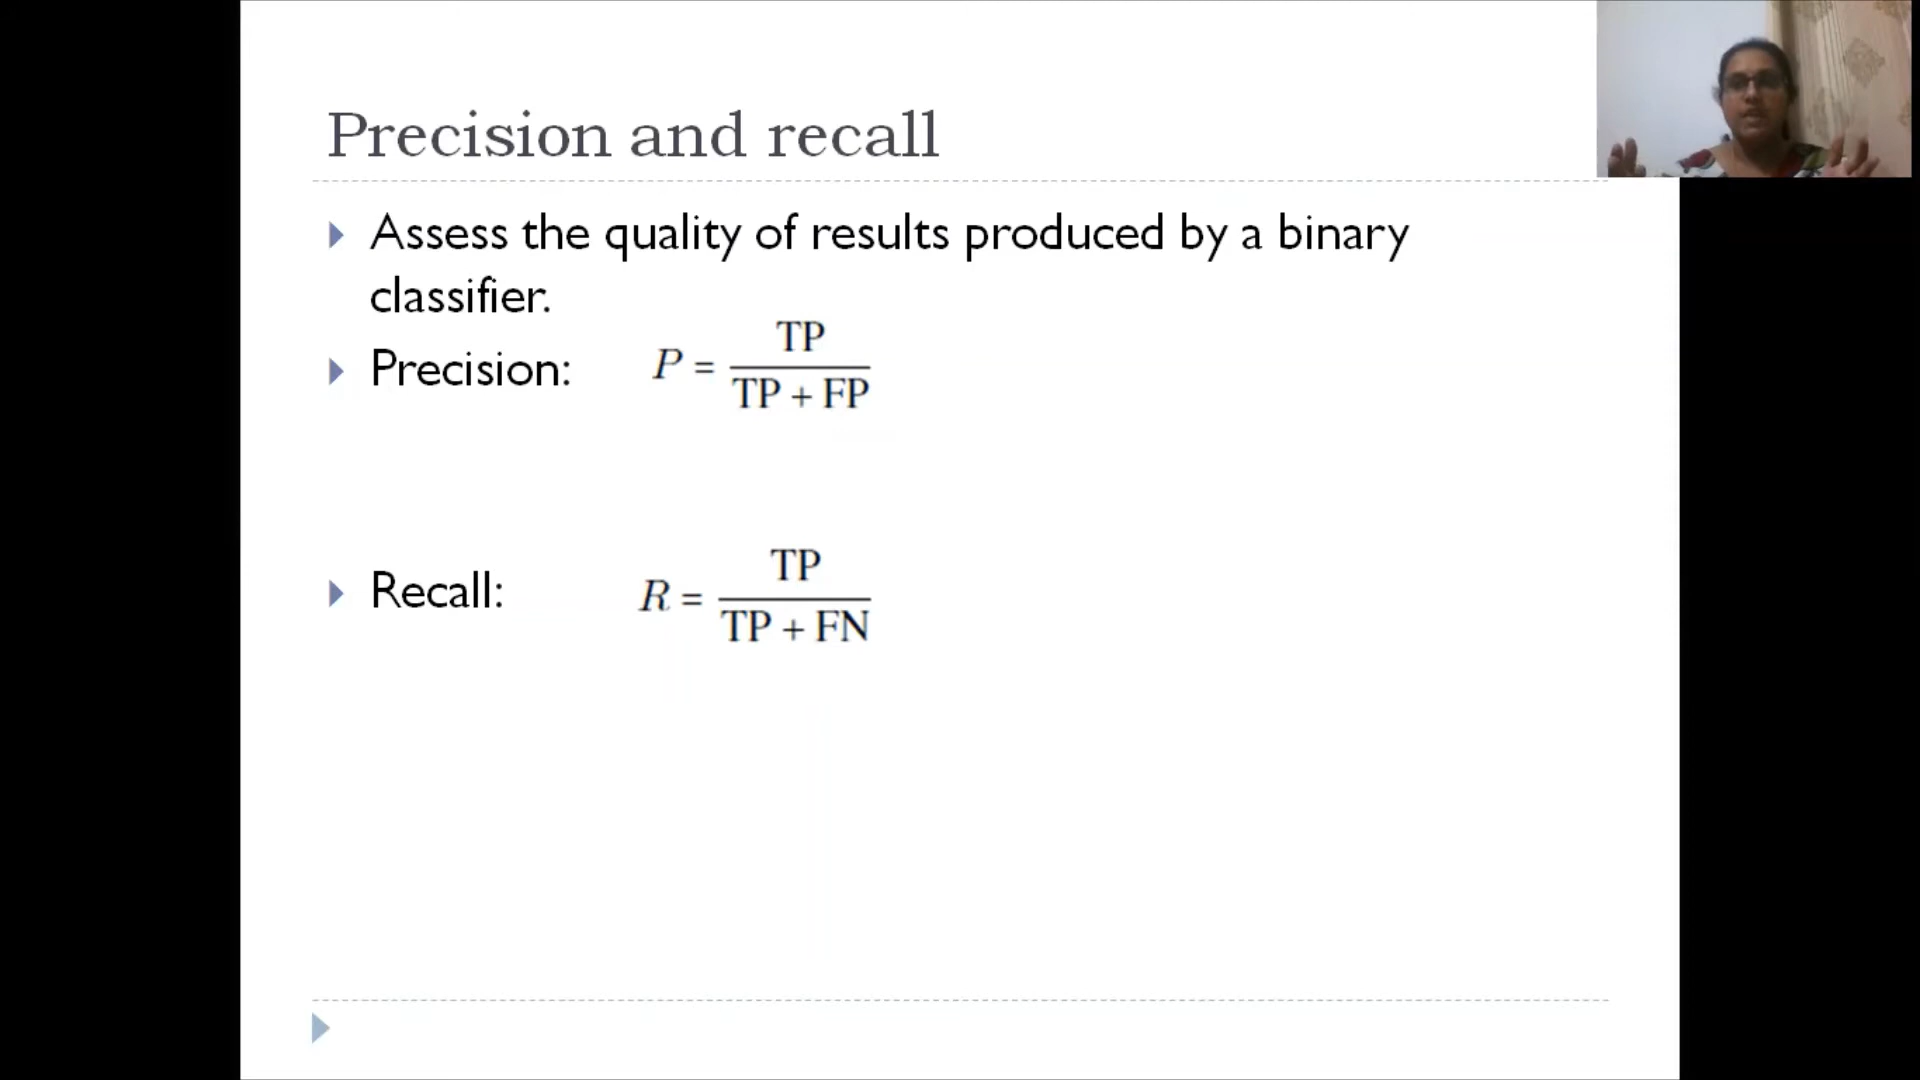 Precision and recall
Assess the quality of results produced by a binary
classifier.
Precision: P = TP / TP + FP
Recall: R = TP / TP + FN